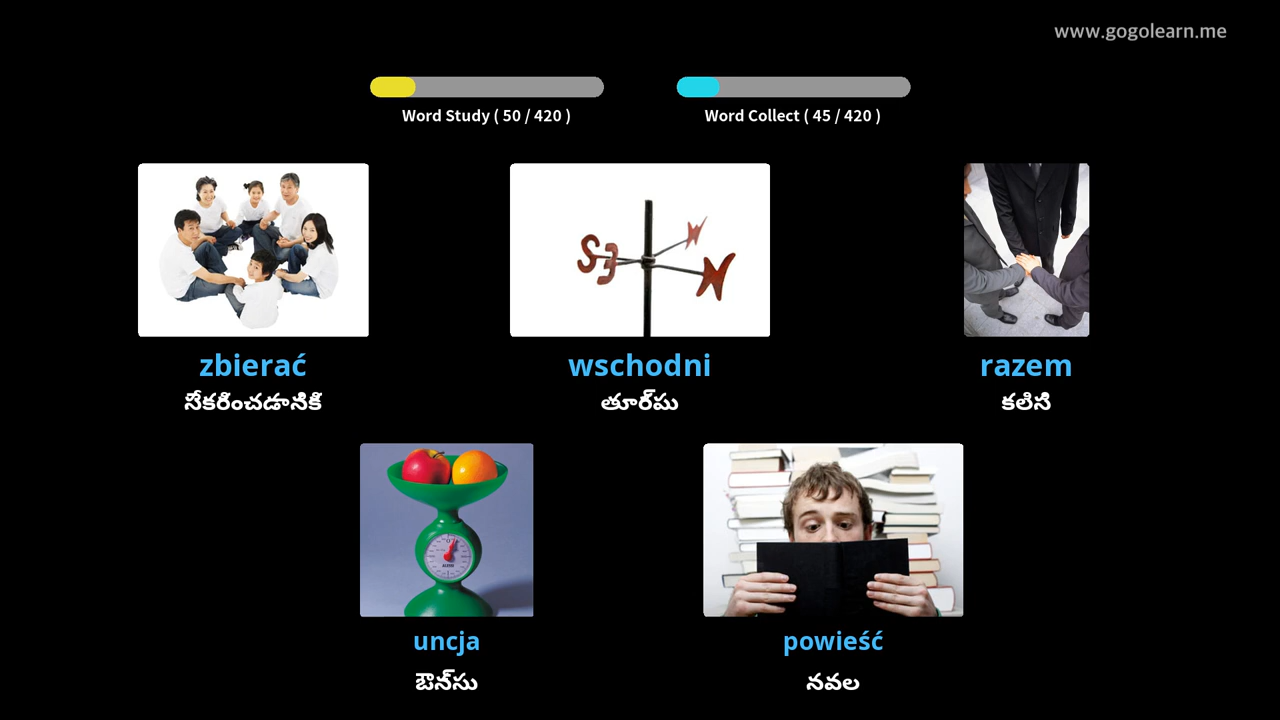 www.gogolearn.me
Word Study ( 50 / 420 )
Word Collect ( 45 / 420 )
zbierać
సేకరించడానికి
wschodni
తూర్పు
razem
కలిసి
uncja
ఔన్సు
powieść
నవల